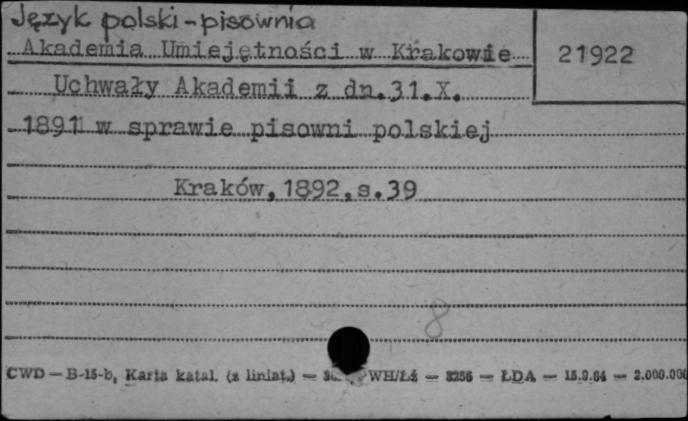 Język polski - pisownia
Akademia Umiejętności w Krakowie
21922
Uchwały Akademii z dn.31.X.
1891 w sprawie pisowni polskiej
Kraków, 1892, s.39
8
CWD — B-15-b, Karta katal. (z liniat.) — WH/Łź — 3256 — ŁDA — 15.9.64 — 2.000.000